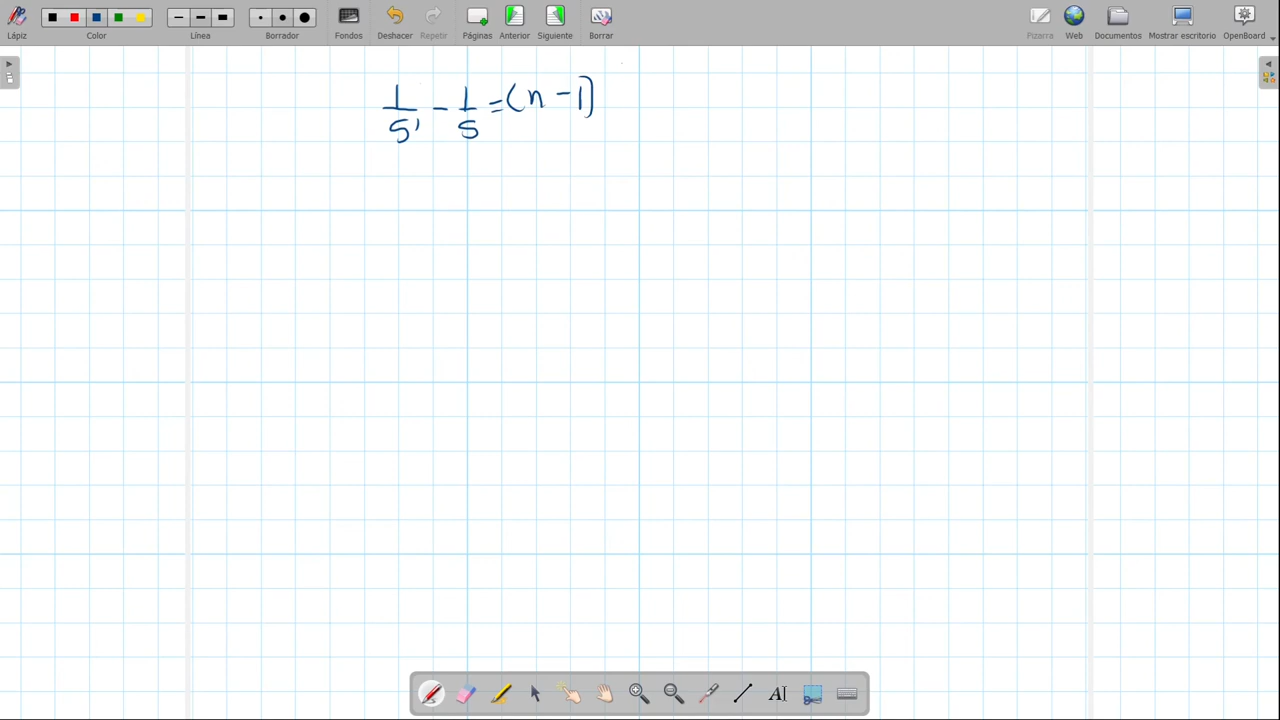 Lápiz Color Línea Borrador Fondos Deshacer Repetir Páginas Anterior Siguiente Borrar Pizarra Web Documentos Mostrar escritorio OpenBoard
1/s' - 1/s = (n - 1)
AI